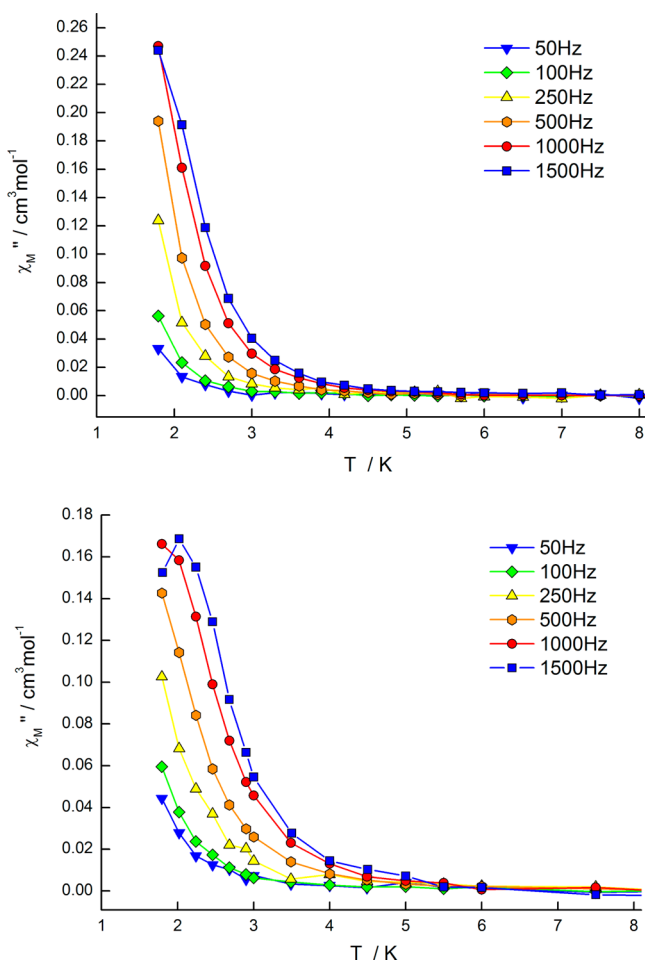 0.26
0.24
0.22
0.20
0.18
0.16
0.14
0.12
0.10
0.08
0.06
0.04
0.02
0.00
χM'' / cm³mol⁻¹
50Hz
100Hz
250Hz
500Hz
1000Hz
1500Hz
1 2 3 4 5 6 7 8
T / K
0.18
0.16
0.14
0.12
0.10
0.08
0.06
0.04
0.02
0.00
χM'' / cm³mol⁻¹
50Hz
100Hz
250Hz
500Hz
1000Hz
1500Hz
1 2 3 4 5 6 7 8
T / K